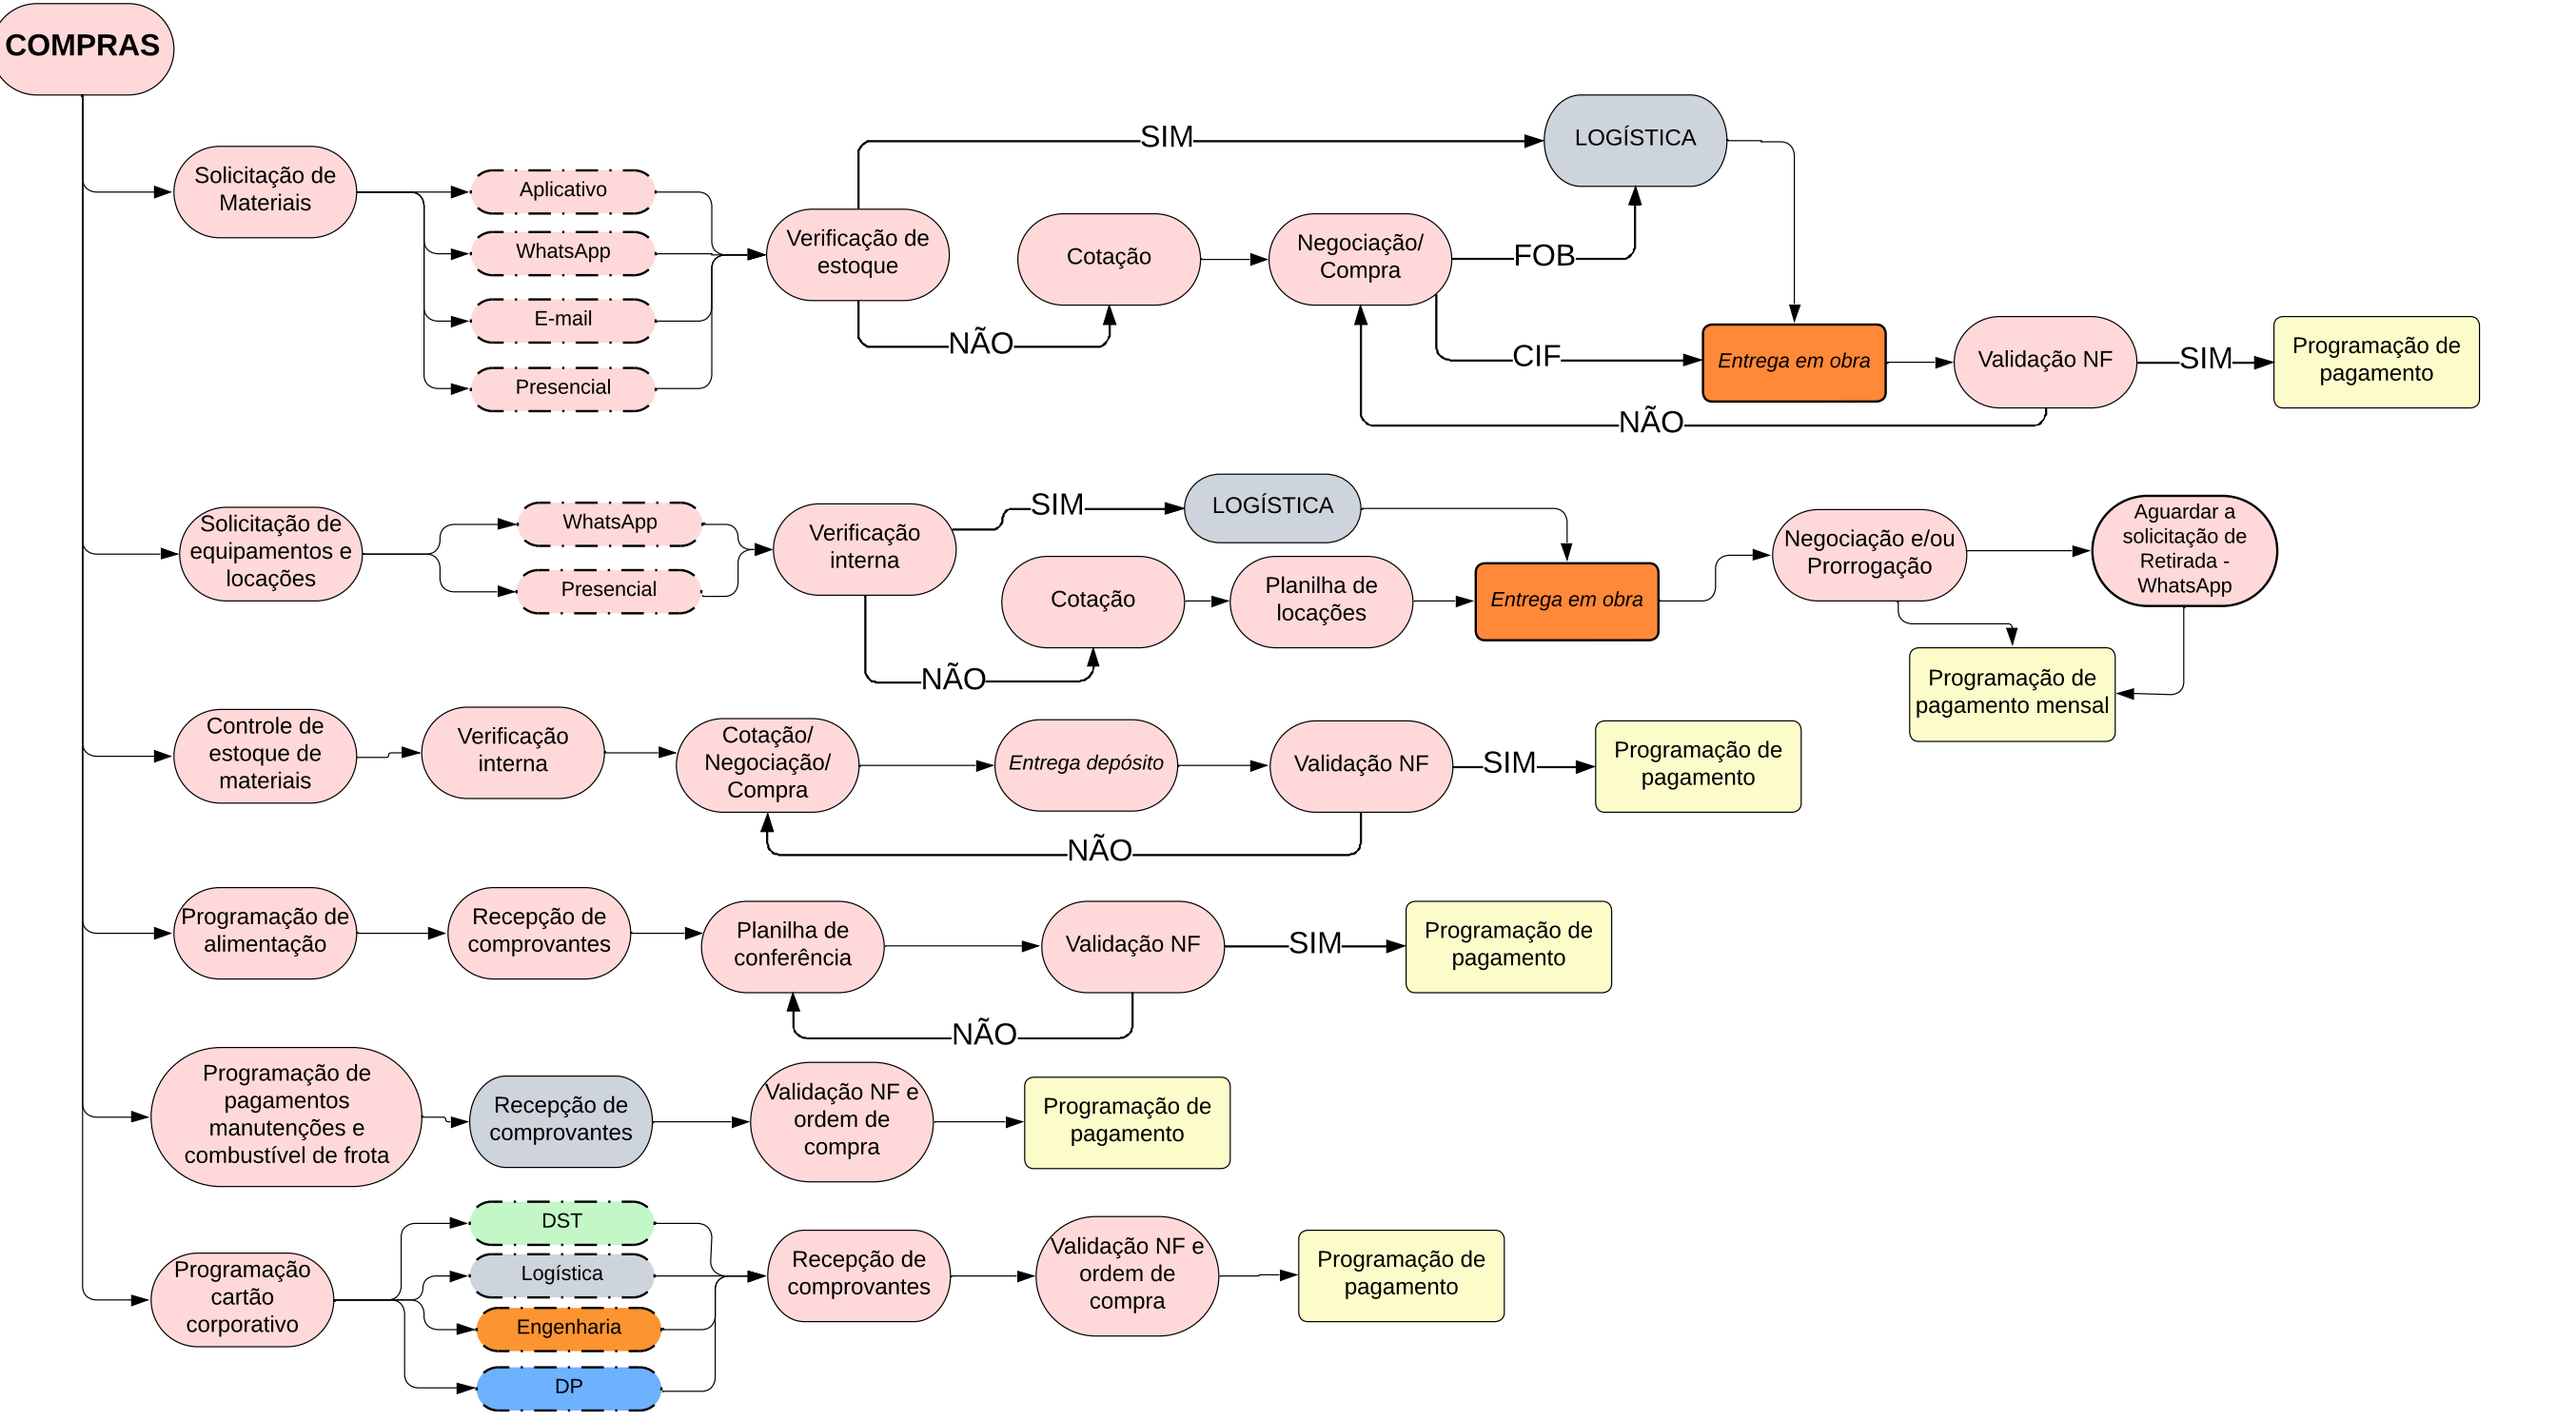 COMPRAS
Solicitação de
Materiais
Aplicativo
WhatsApp
E-mail
Presencial
Verificação de
estoque
SIM
NÃO
Cotação
Negociação/
Compra
FOB
CIF
LOGÍSTICA
Entrega em obra
Validação NF
SIM
NÃO
Programação de
pagamento
Solicitação de
equipamentos e
locações
WhatsApp
Presencial
Verificação
interna
SIM
NÃO
LOGÍSTICA
Cotação
Planilha de
locações
Entrega em obra
Negociação e/ou
Prorrogação
Aguardar a
solicitação de
Retirada -
WhatsApp
Programação de
pagamento mensal
Controle de
estoque de
materiais
Verificação
interna
Cotação/
Negociação/
Compra
Entrega depósito
Validação NF
SIM
NÃO
Programação de
pagamento
Programação de
alimentação
Recepção de
comprovantes
Planilha de
conferência
Validação NF
SIM
NÃO
Programação de
pagamento
Programação de
pagamentos
manutenções e
combustível de frota
Recepção de
comprovantes
Validação NF e
ordem de
compra
Programação de
pagamento
Programação
cartão
corporativo
DST
Logística
Engenharia
DP
Recepção de
comprovantes
Validação NF e
ordem de
compra
Programação de
pagamento